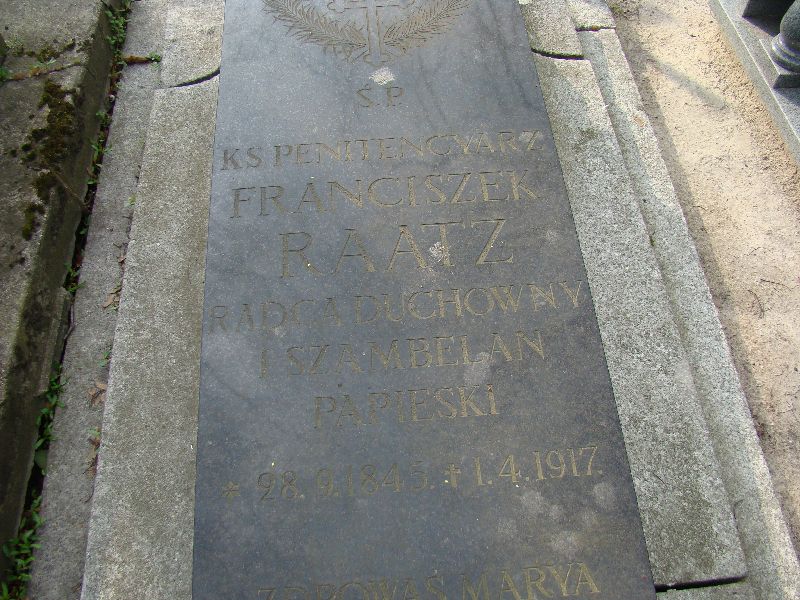 Ś. P.
KS PENITENCYARZ
FRANCISZEK
RAATZ
RADCA DUCHOWNY
I SZAMBELAN
PAPIESKI
* 28. 9. 1845. + 1. 4. 1917.
ZDROWAŚ MARYA